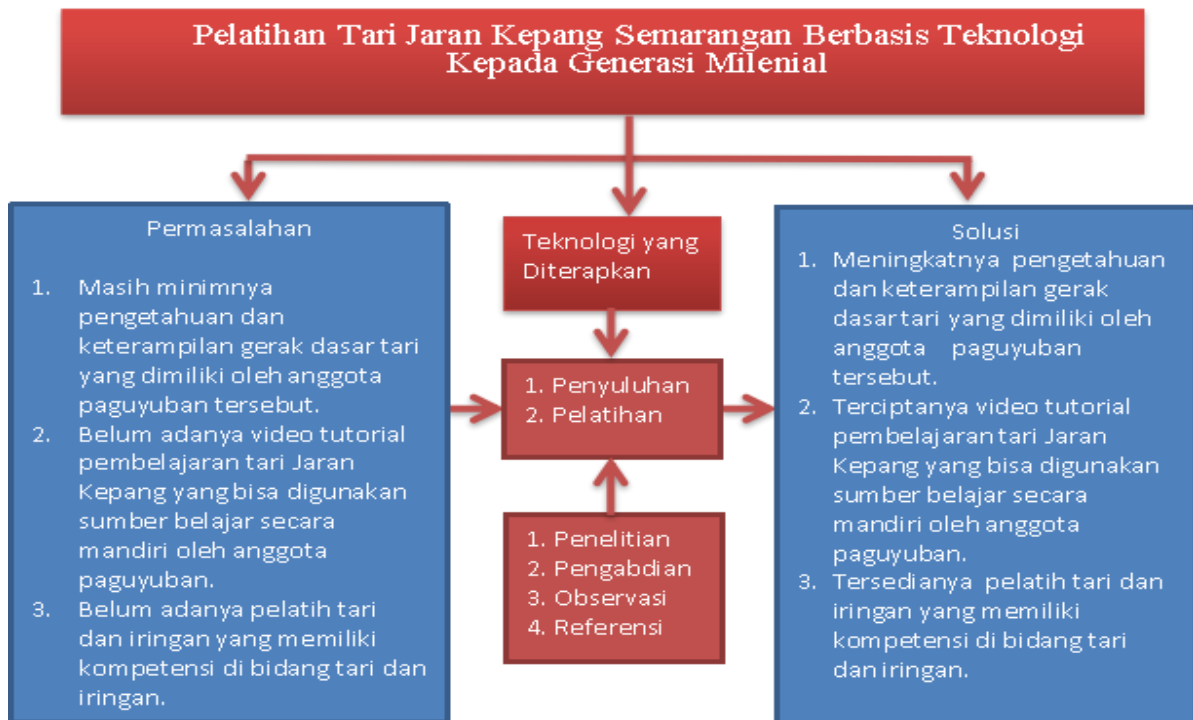 Pelatihan Tari Jaran Kepang Semarangan Berbasis Teknologi
Kepada Generasi Milenial
Permasalahan
1. Masih minimnya
pengetahuan dan
keterampilan gerak dasar tari
yang dimiliki oleh anggota
paguyuban tersebut.
2. Belum adanya video tutorial
pembelajaran tari Jaran
Kepang yang bisa digunakan
sumber belajar secara
mandiri oleh anggota
paguyuban.
3. Belum adanya pelatih tari
dan iringan yang memiliki
kompetensi di bidang tari dan
iringan.
Teknologi yang
Diterapkan
1. Penyuluhan
2. Pelatihan
1. Penelitian
2. Pengabdian
3. Observasi
4. Referensi
Solusi
1. Meningkatnya pengetahuan
dan keterampilan gerak
dasar tari yang dimiliki oleh
anggota paguyuban
tersebut.
2. Terciptanya video tutorial
pembelajaran tari Jaran
Kepang yang bisa digunakan
sumber belajar secara
mandiri oleh anggota
paguyuban.
3. Tersedianya pelatih tari dan
iringan yang memiliki
kompetensi di bidang tari
dan iringan.